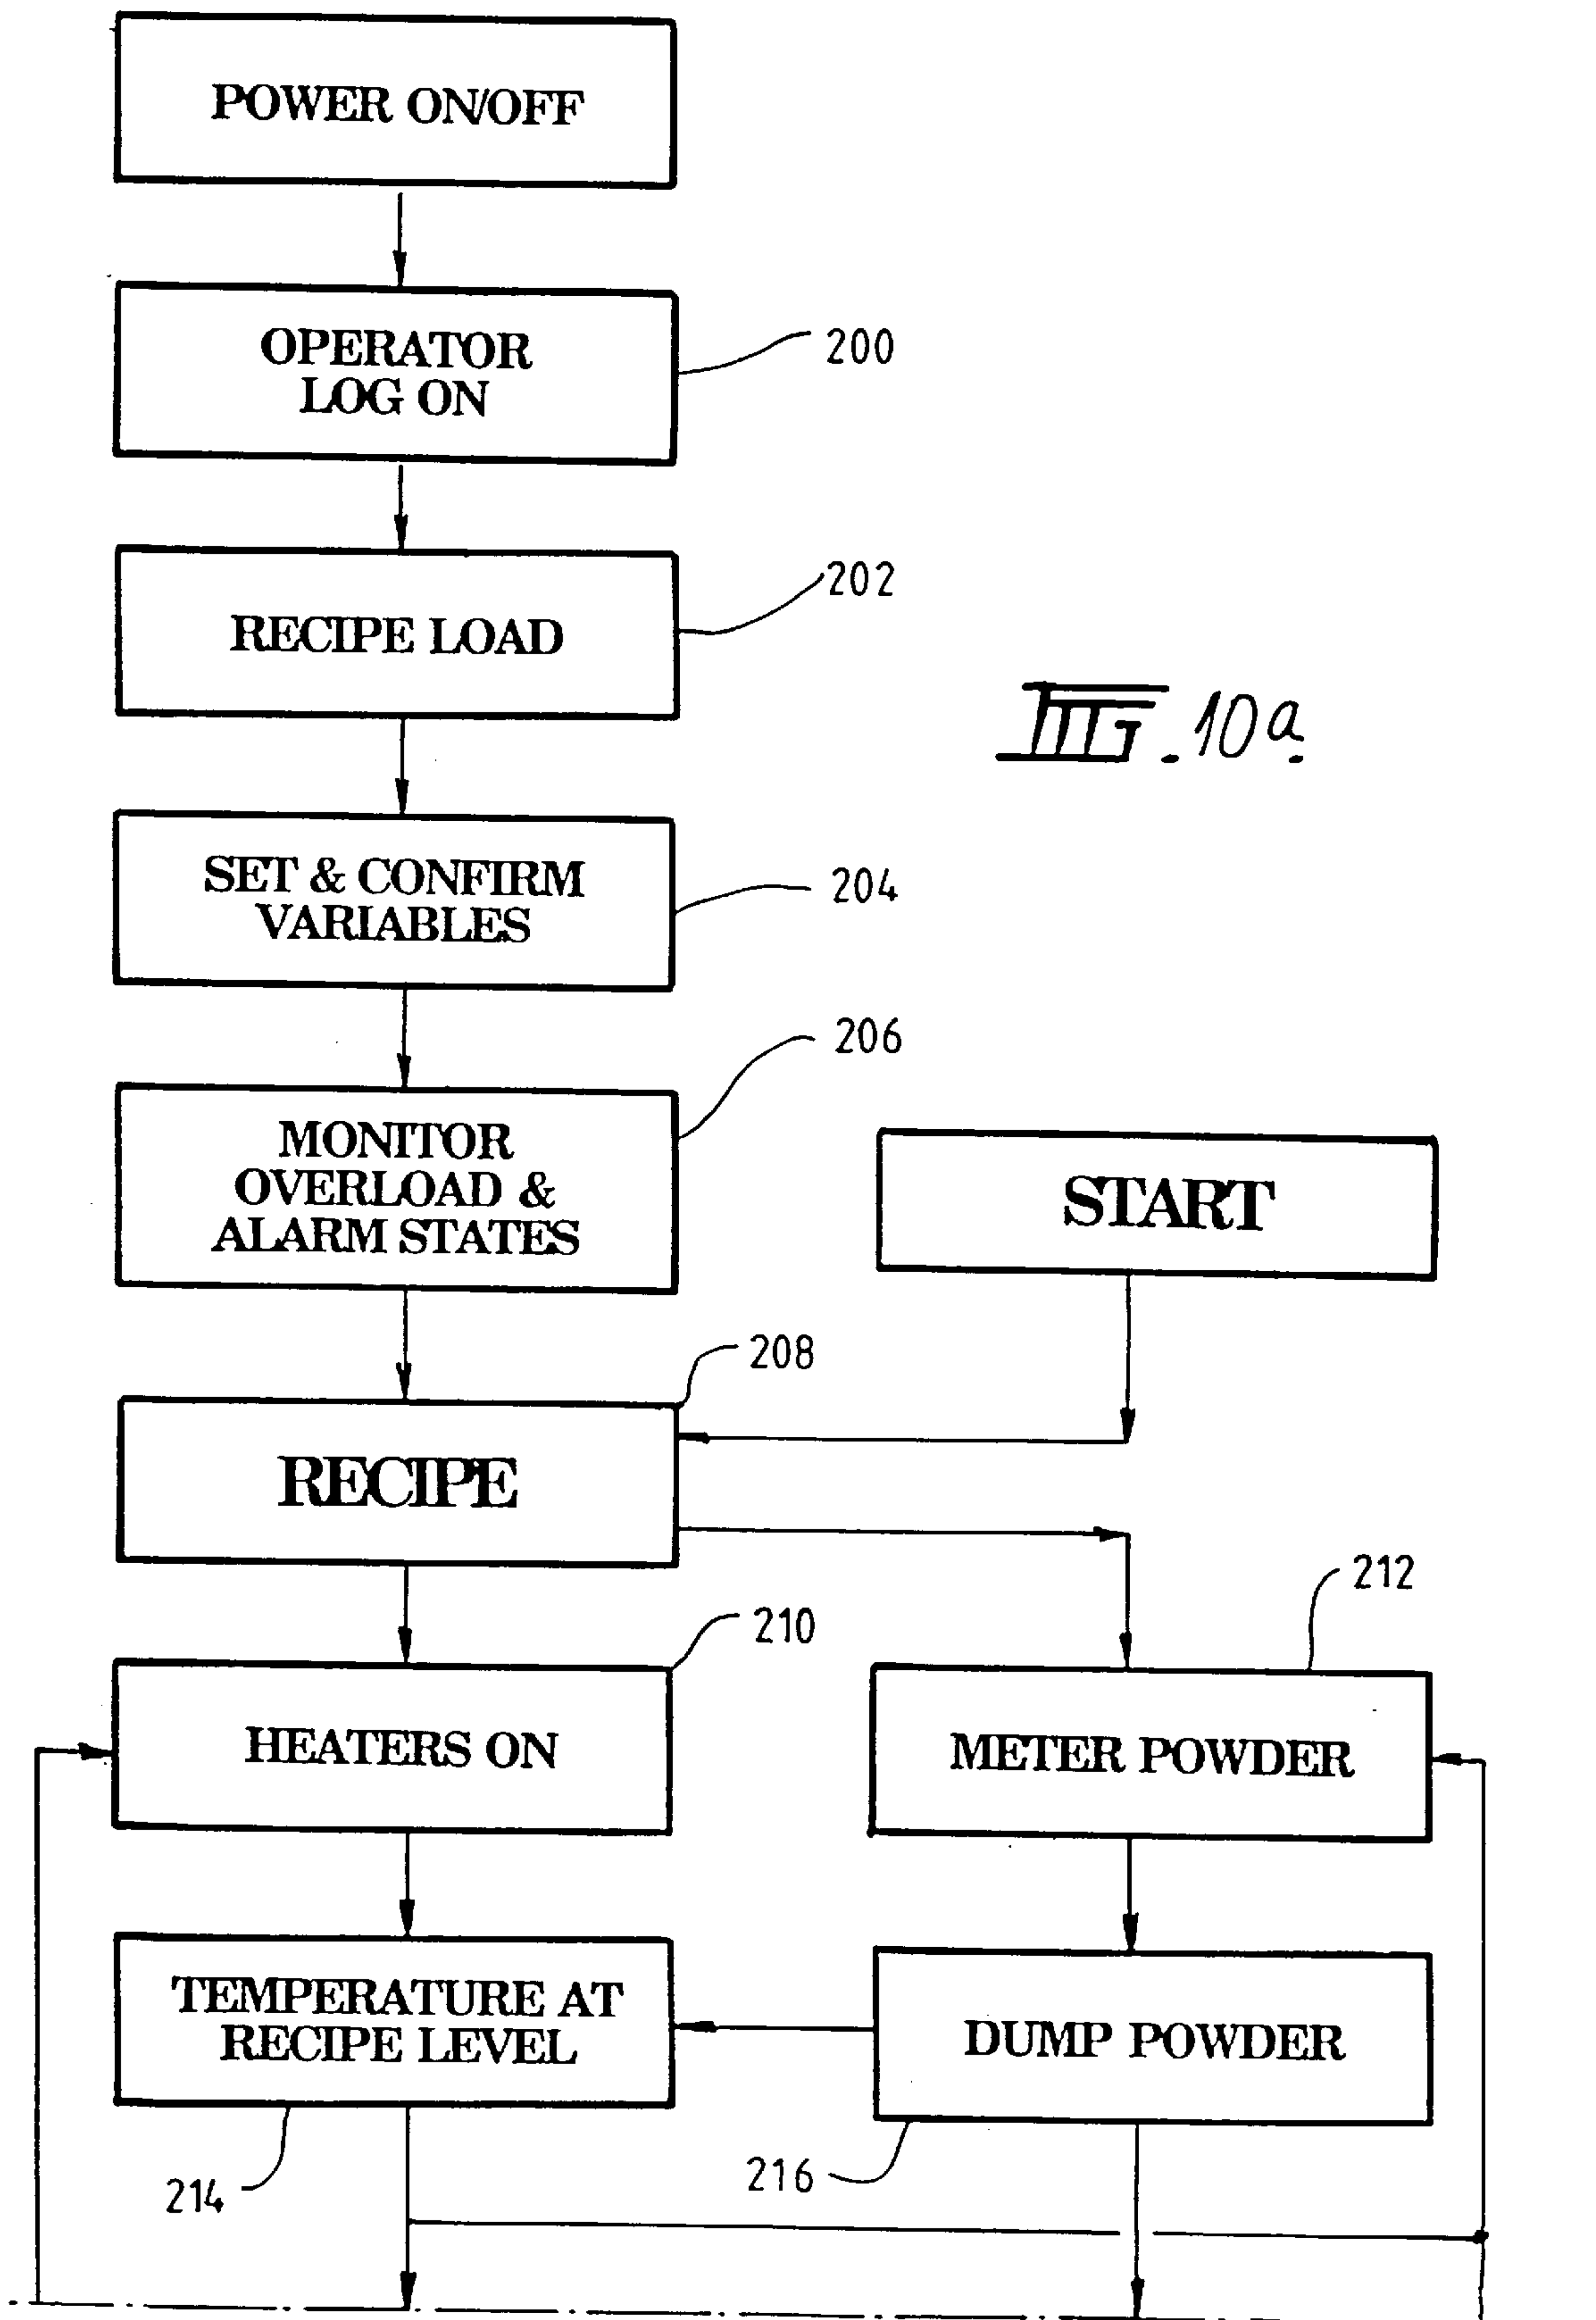 POWER ON/OFF
OPERATOR
LOG ON
200
RECIPE LOAD
202
FIG. 10a.
SET & CONFIRM
VARIABLES
204
MONITOR
OVERLOAD &
ALARM STATES
206
START
RECIPE
208
HEATERS ON
210
METER POWDER
212
TEMPERATURE AT
RECIPE LEVEL
214
DUMP POWDER
216